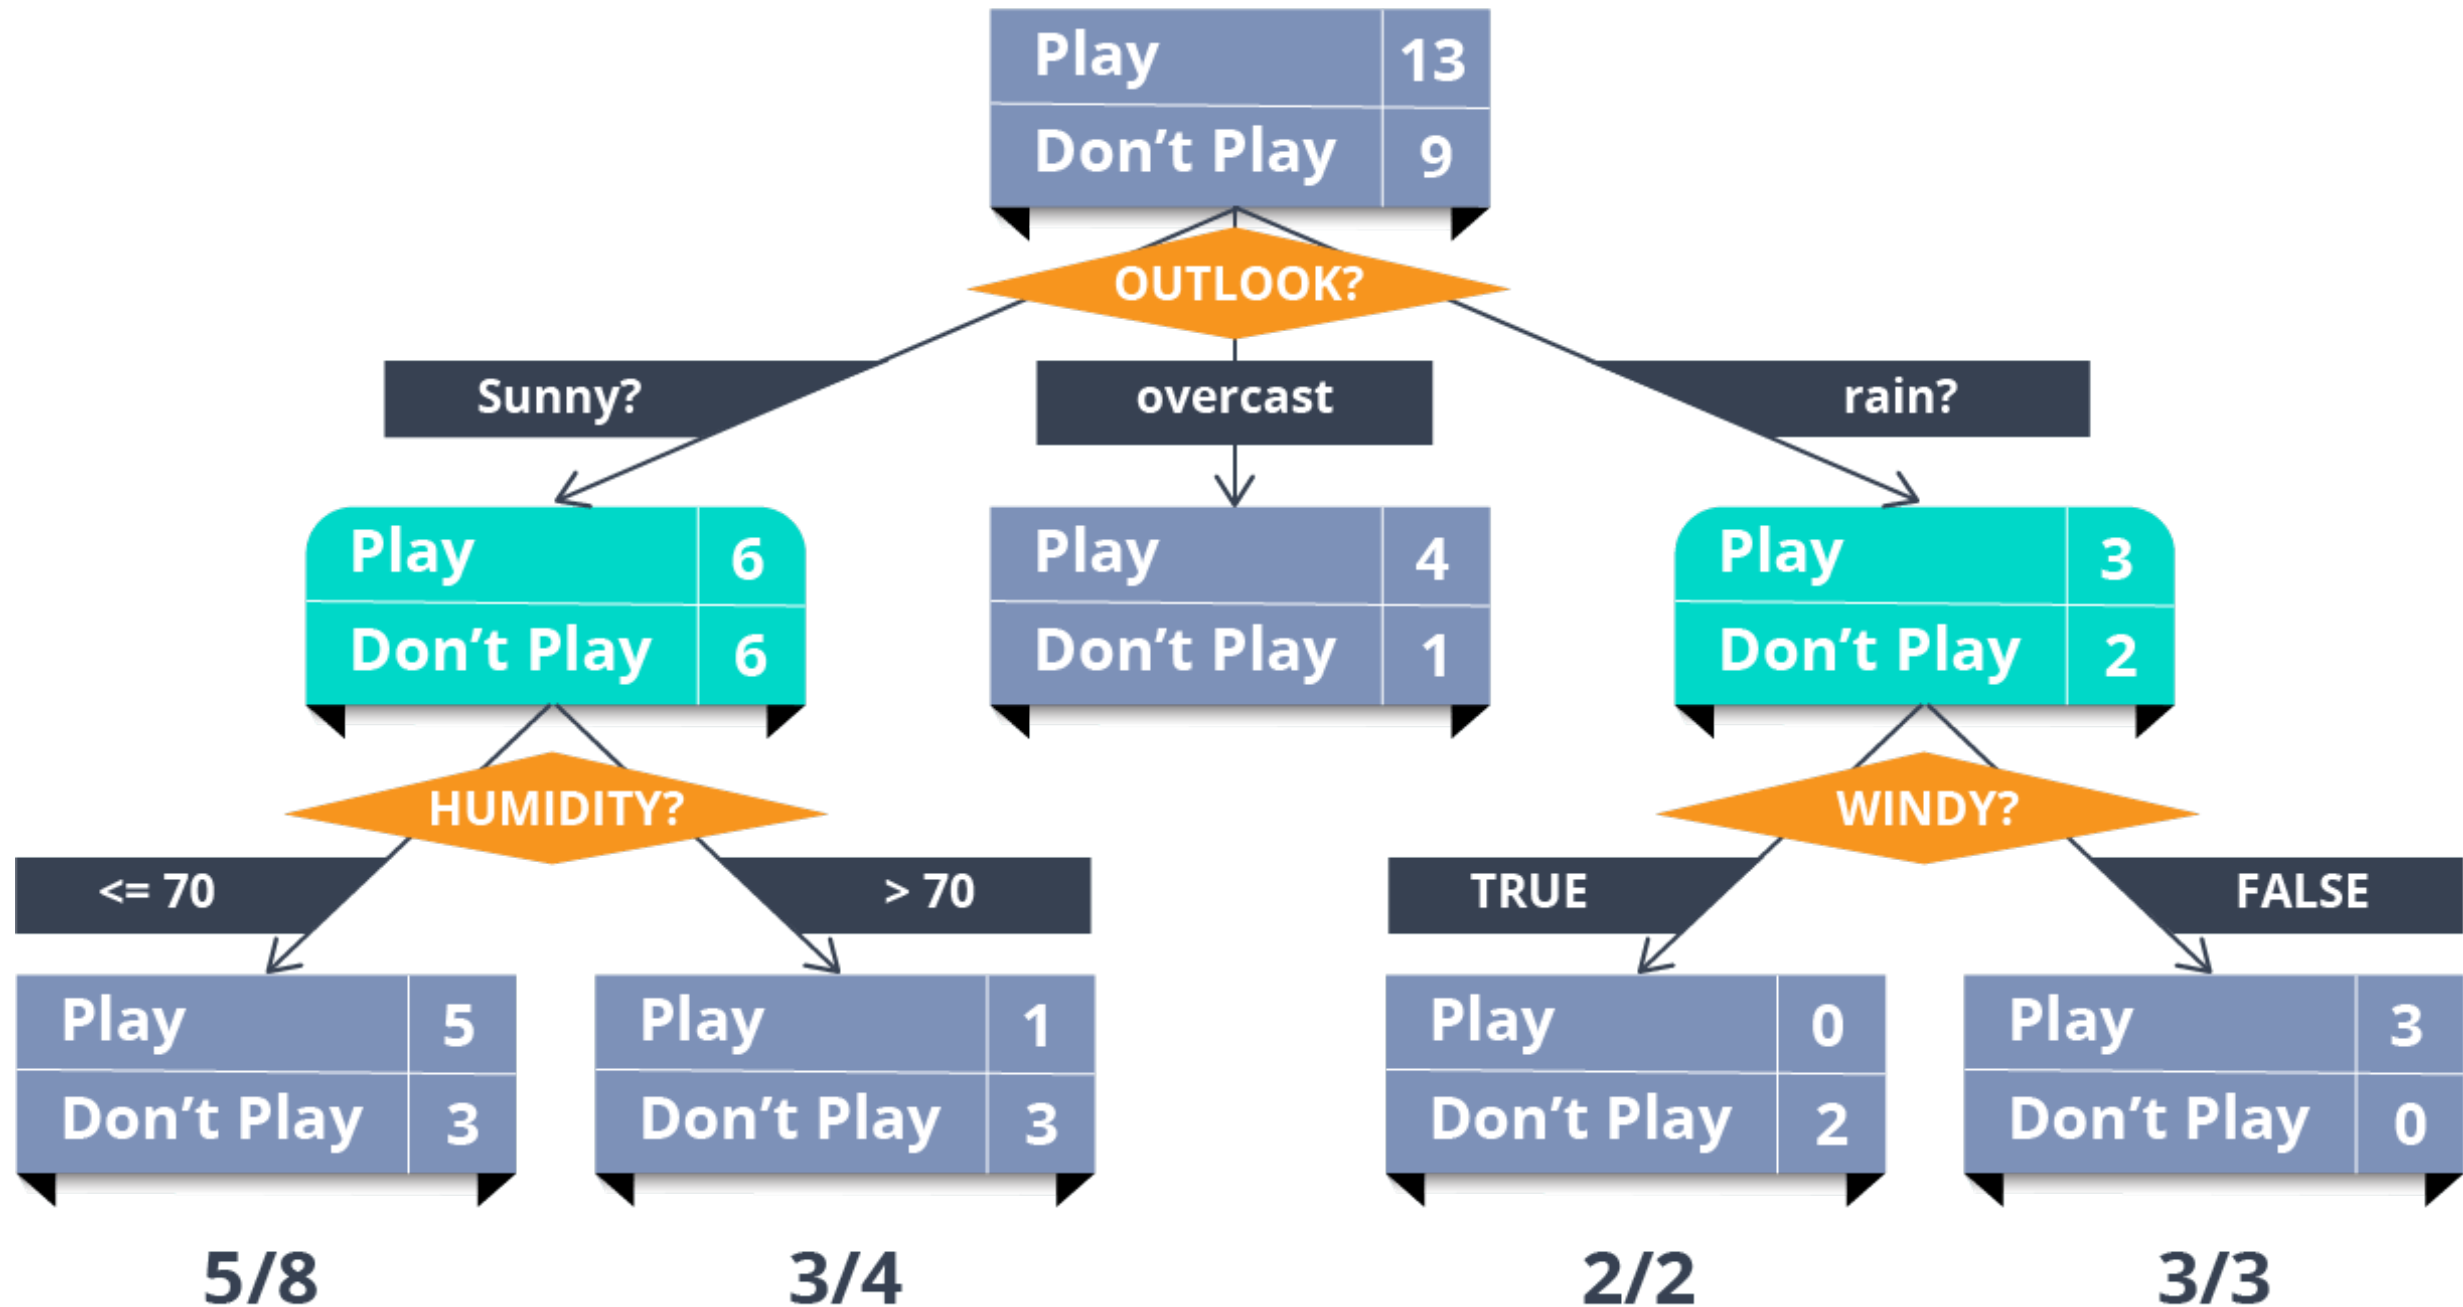 Play 13
Don't Play 9
OUTLOOK?
Sunny? overcast rain?
Play 6 Play 4 Play 3
Don't Play 6 Don't Play 1 Don't Play 2
HUMIDITY? WINDY?
<= 70 > 70 TRUE FALSE
Play 5 Play 1 Play 0 Play 3
Don't Play 3 Don't Play 3 Don't Play 2 Don't Play 0
5/8 3/4 2/2 3/3